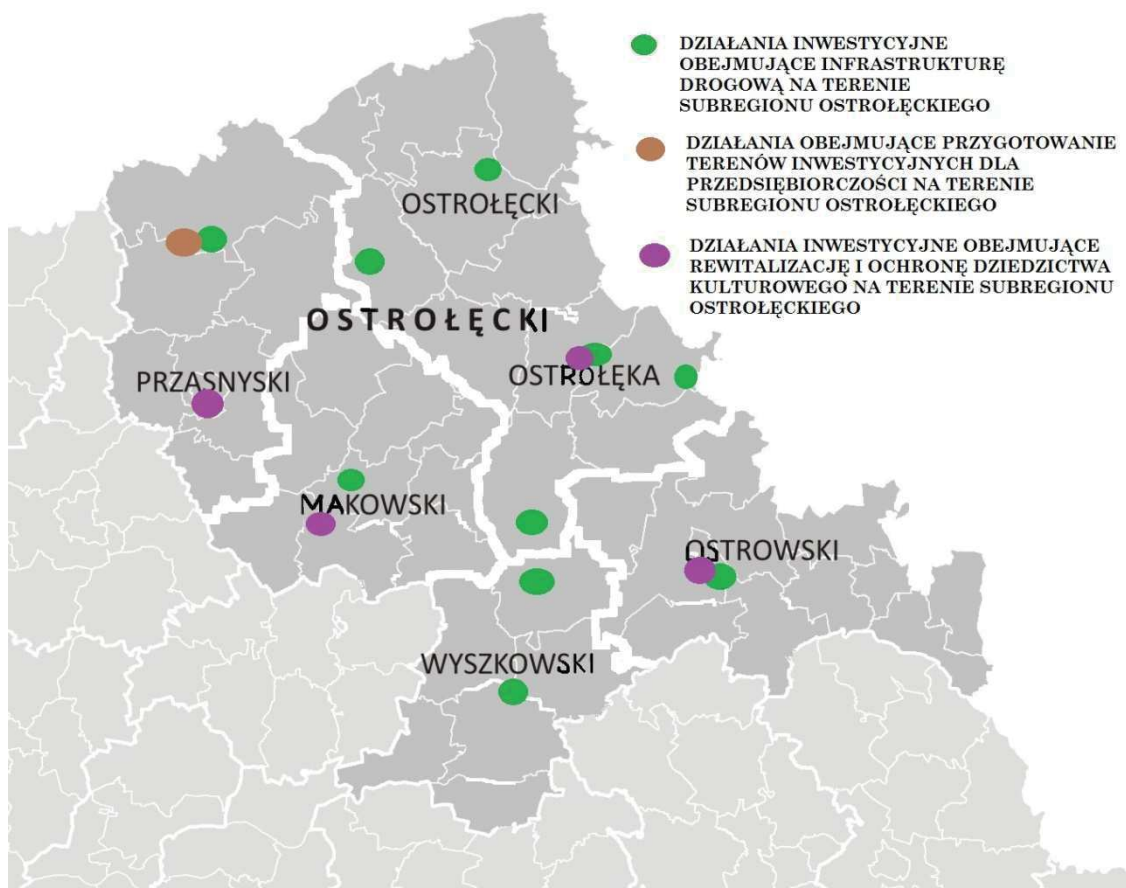 DZIAŁANIA INWESTYCYJNE
OBEJMUJĄCE INFRASTRUKTURĘ
DROGOWĄ NA TERENIE
SUBREGIONU OSTROŁĘCKIEGO
DZIAŁANIA OBEJMUJĄCE PRZYGOTOWANIE
TERENÓW INWESTYCYJNYCH DLA
PRZEDSIĘBIORCZOŚCI NA TERENIE
SUBREGIONU OSTROŁĘCKIEGO
DZIAŁANIA INWESTYCYJNE OBEJMUJĄCE
REWITALIZACJĘ I OCHRONĘ DZIEDZICTWA
KULTUROWEGO NA TERENIE SUBREGIONU
OSTROŁĘCKIEGO
OSTROŁĘCKI
OSTROŁĘCKI
OSTROŁĘKA
PRZASNYSKI
MAKOWSKI
OSTROWSKI
WYSZKOWSKI